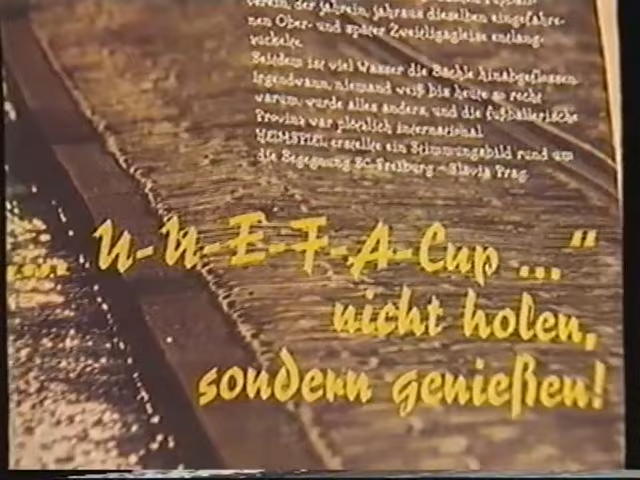 verein, der jahrein, jahraus dieselben eingefahre-
nen Ober- und später Zweitligagleise entlang-
zuckelte.
Seitdem ist viel Wasser die Bächle hinabgeflossen.
Irgendwann, niemand weiß bis heute so recht
warum, wurde alles anders, und die fußballerische
Provinz war plötzlich international.
HEIMSPIEL erstellte ein Stimmungsbild rund um
die Begegnung SC Freiburg – Slavia Prag.
"U-U-E-F-A-Cup ..."
nicht holen,
sondern genießen!